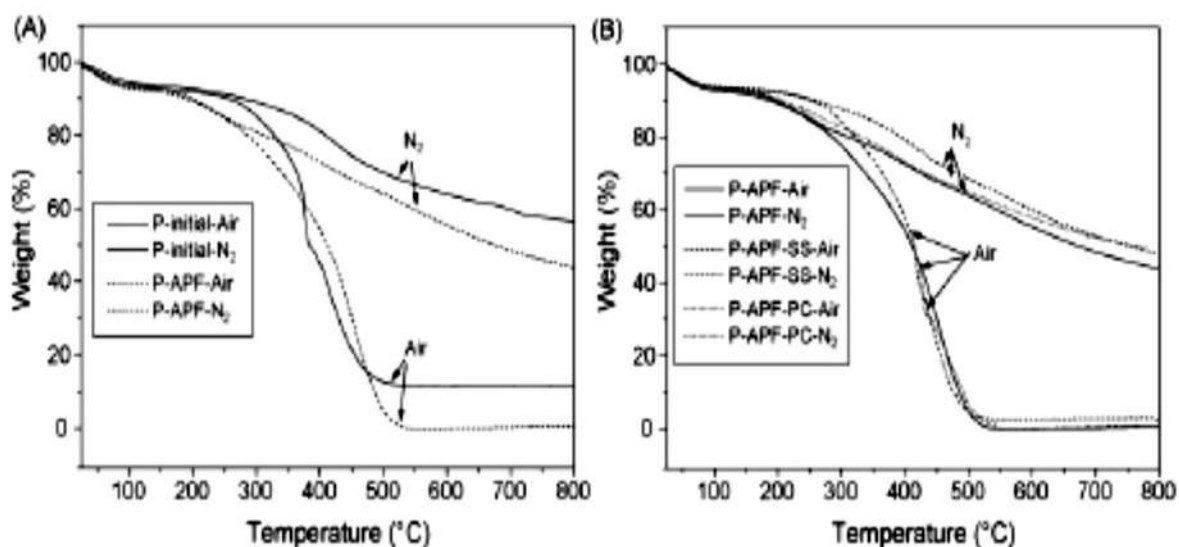 (A)
Weight (%)
100
80
60
40
20
0
N₂
P-initial-Air
P-initial-N₂
P-APF-Air
P-APF-N₂
Air
100 200 300 400 500 600 700 800
Temperature (°C)
(B)
Weight (%)
100
80
60
40
20
0
N₂
P-APF-Air
P-APF-N₂
P-APF-SS-Air
P-APF-SS-N₂
P-APF-PC-Air
P-APF-PC-N₂
Air
100 200 300 400 500 600 700 800
Temperature (°C)